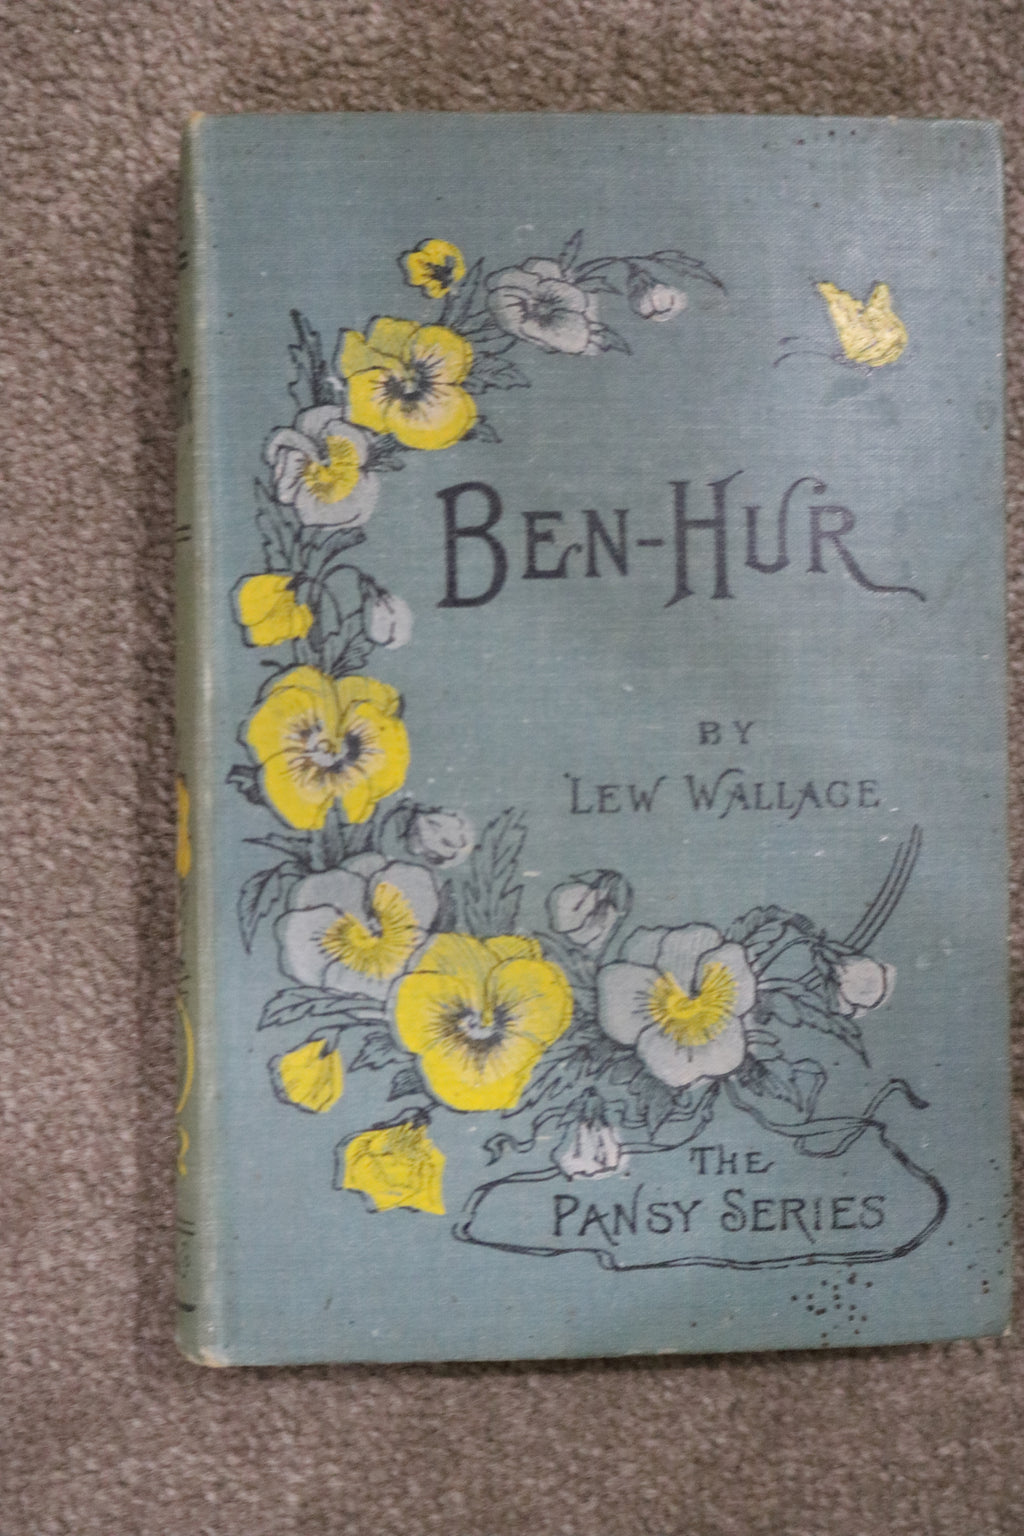 BEN-HUR
BY
LEW WALLACE
THE
PANSY SERIES